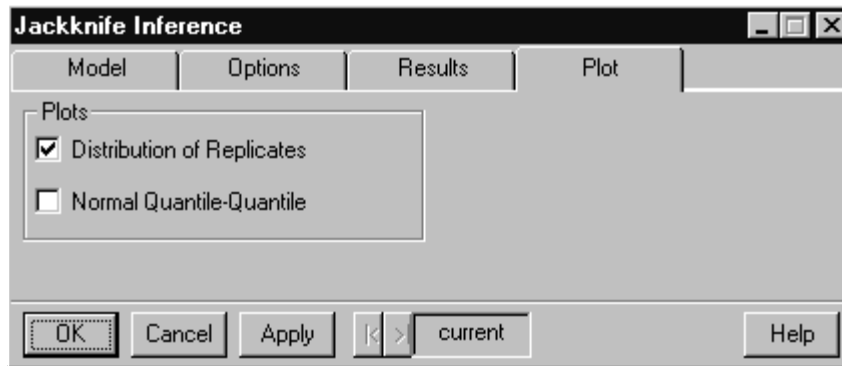 Jackknife Inference
Model Options Results Plot
Plots
Distribution of Replicates
Normal Quantile-Quantile
OK Cancel Apply |< >| current Help